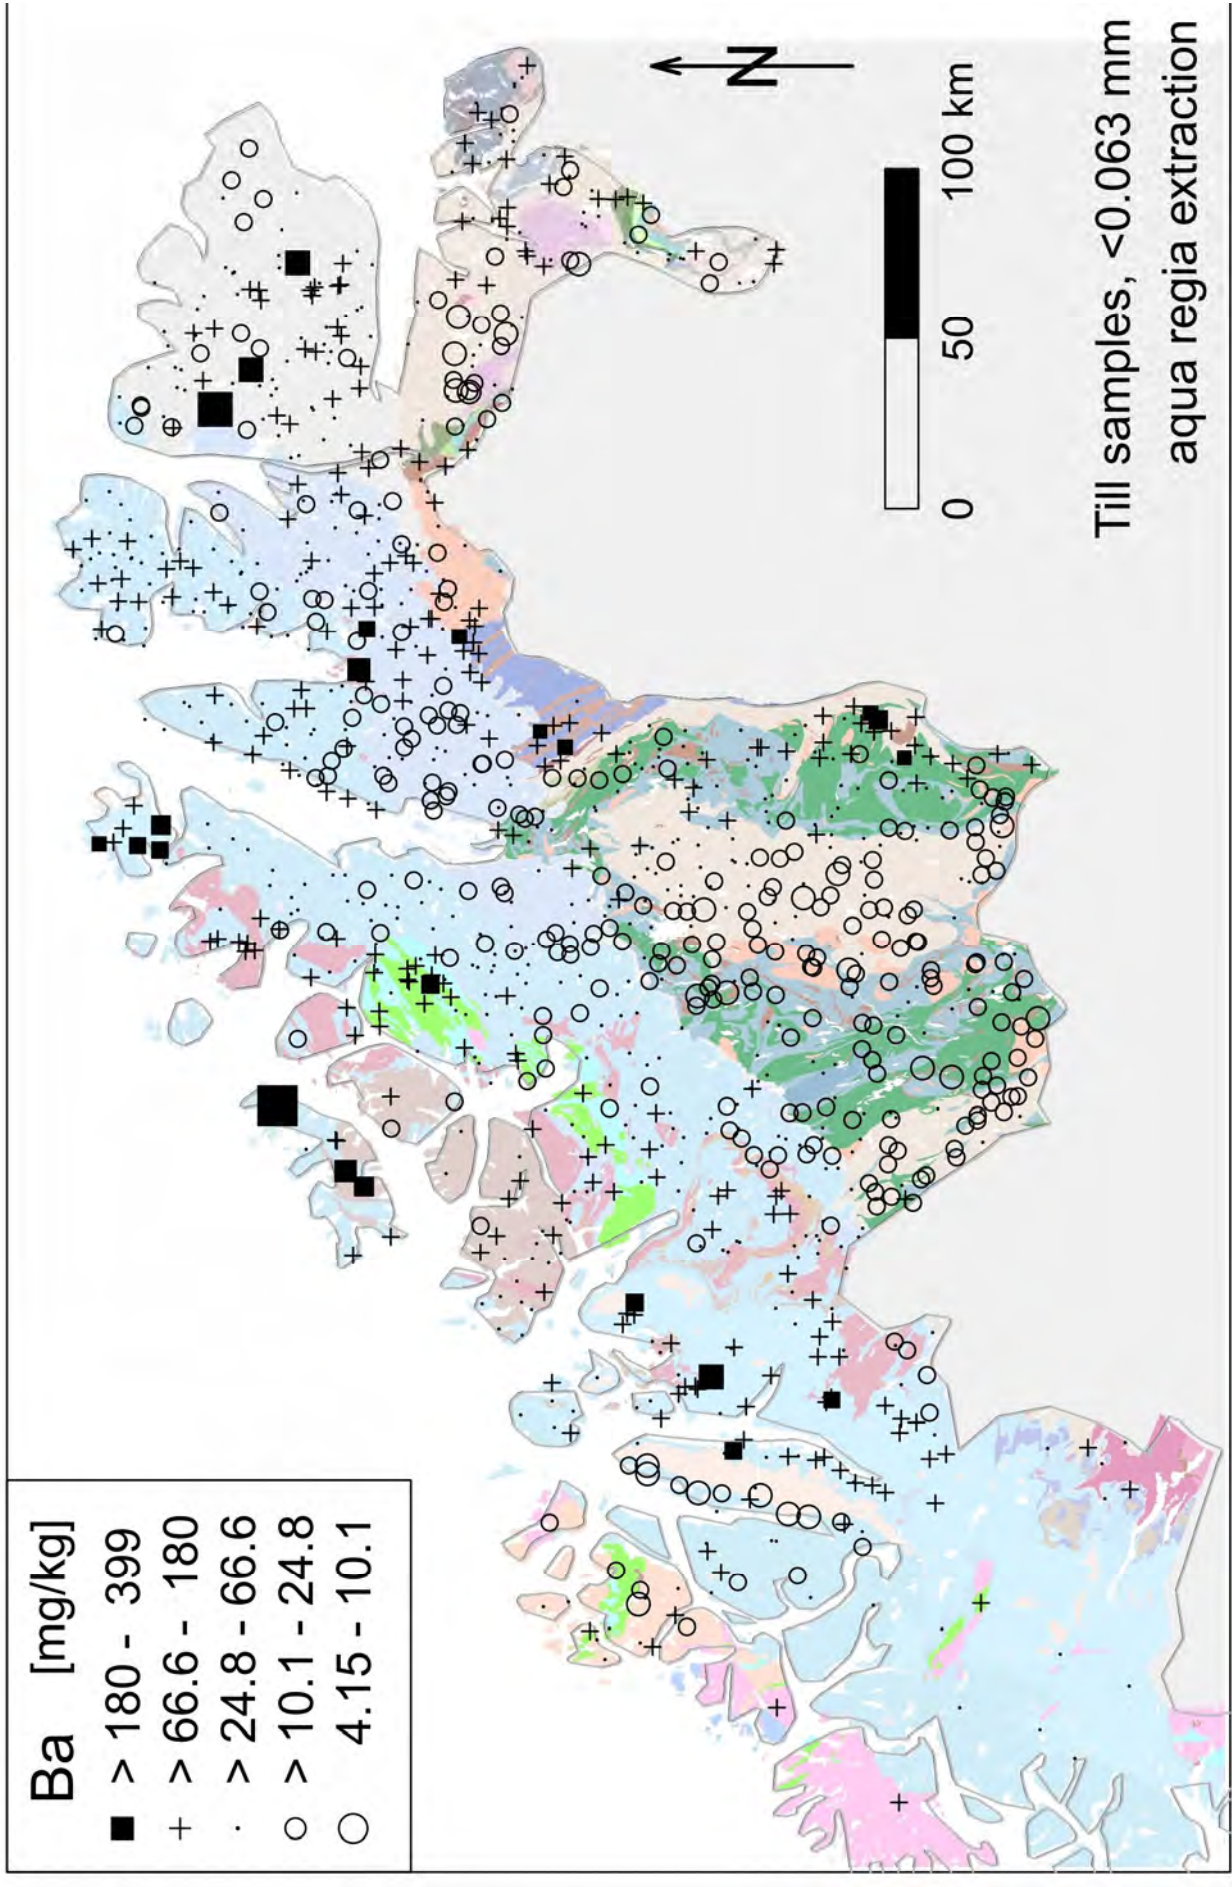 Ba [mg/kg]
> 180 - 399
> 66.6 - 180
> 24.8 - 66.6
> 10.1 - 24.8
4.15 - 10.1
N
0 50 100 km
Till samples, <0.063 mm
aqua regia extraction